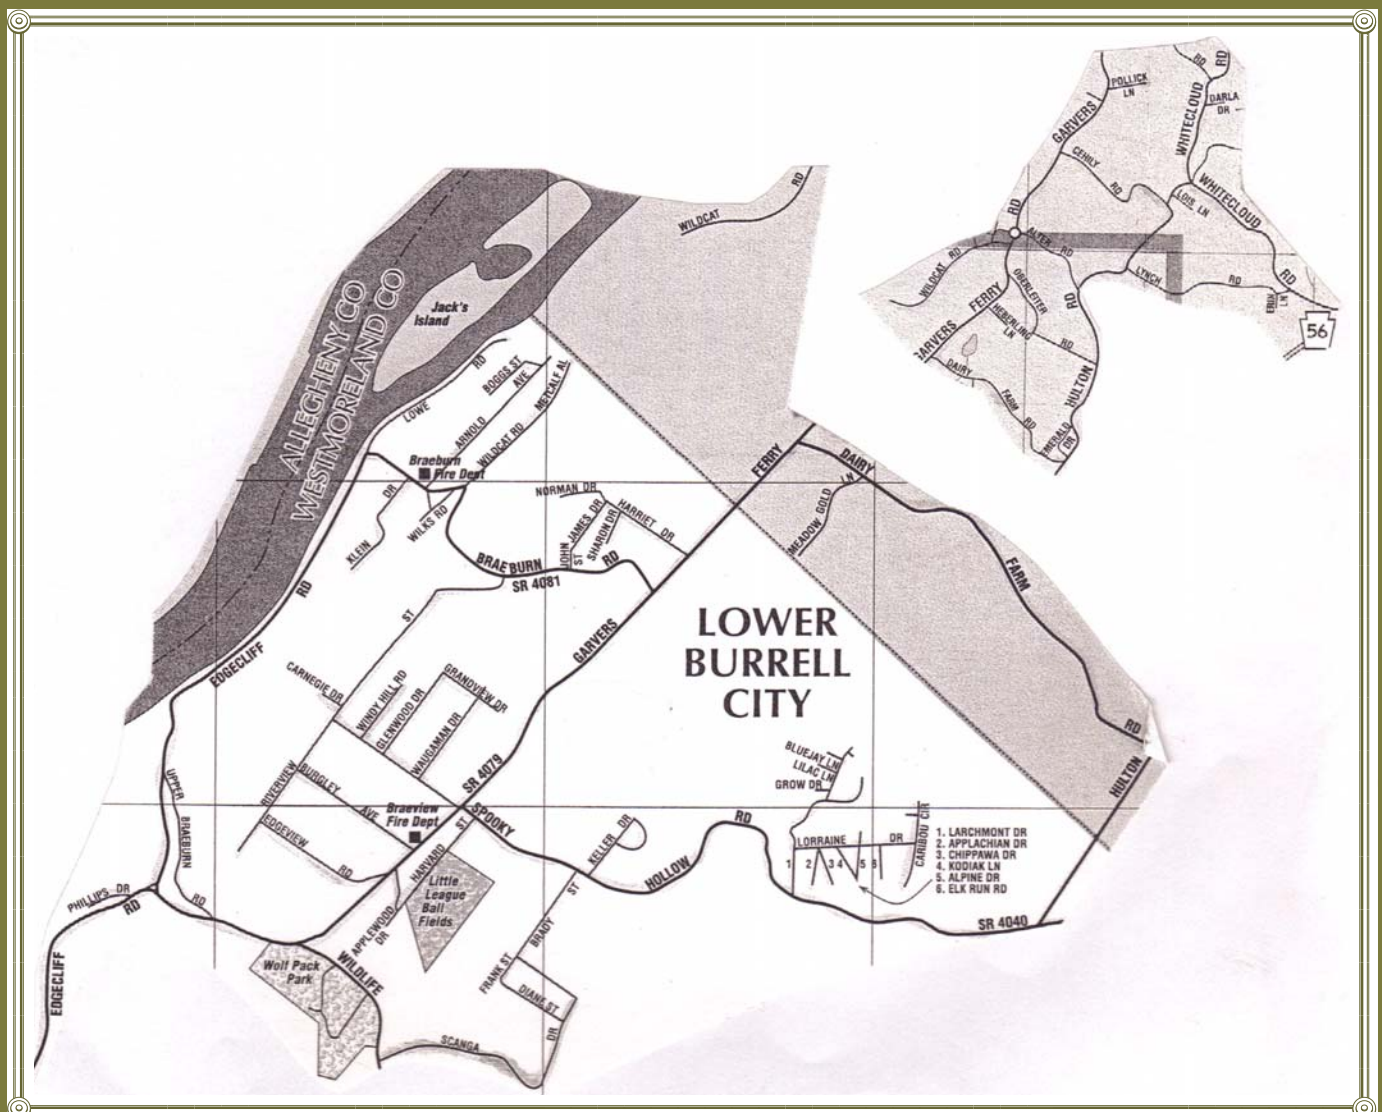 POLLICK
LN
RD
RD
DARLA
DR
GARVERS
WHITECLOUD
CEHILY
RD
WHITECLOUD
LOIS LN
RD
ALTER RD
WILDCAT RD
LYNCH
RD
RD
ERIN
LN
56
OBERLEITER
RD
FERRY
HEBERLING
LN
RD
GARVERS
DAIRY
FARM
RD
HULTON
EMERALD
DR
WILDCAT
RD
Jack's
Island
ALLEGHENY CO
WESTMORELAND CO
RD
LOWE
BOGGS ST
AVE
ARNOLD
METCALF AL
WILDCAT RD
Braeburn
Fire Dept
DR
KLEIN
WILKS RD
NORMAN DR
JAMES DR
HARRIET DR
SHARON DR
JOHN
ST
BRAEBURN
RD
SR 4081
FERRY
DAIRY
MEADOW GOLD
LN
FARM
RD
RD
ST
GARVERS
EDGECLIFF
LOWER
BURRELL
CITY
CARNEGIE DR
WINDY HILL RD
GLENWOOD DR
GRANDVIEW DR
WAUGAMAN DR
SR 4079
RIVERVIEW
BURGLEY
AVE
EDGEVIEW
RD
Braeview
Fire Dept
SPOOKY
ST
HARVARD
UPPER
BRAEBURN
RD
BLUEJAY LN
LILAC LN
GROW DR
HULTON
RD
KELLER DR
HOLLOW
LORRAINE DR
CARIBOU CIR
1 2 3 4 5 6
1. LARCHMONT DR
2. APPLACHIAN DR
3. CHIPPAWA DR
4. KODIAK LN
5. ALPINE DR
6. ELK RUN RD
SR 4040
PHILLIPS DR
RD
EDGECLIFF
Little
League
Ball
Fields
APPLEWOOD
DR
WILDLIFE
Wolf Pack
Park
ST
BRADY
FRANK ST
DIANE ST
DR
SCANGA